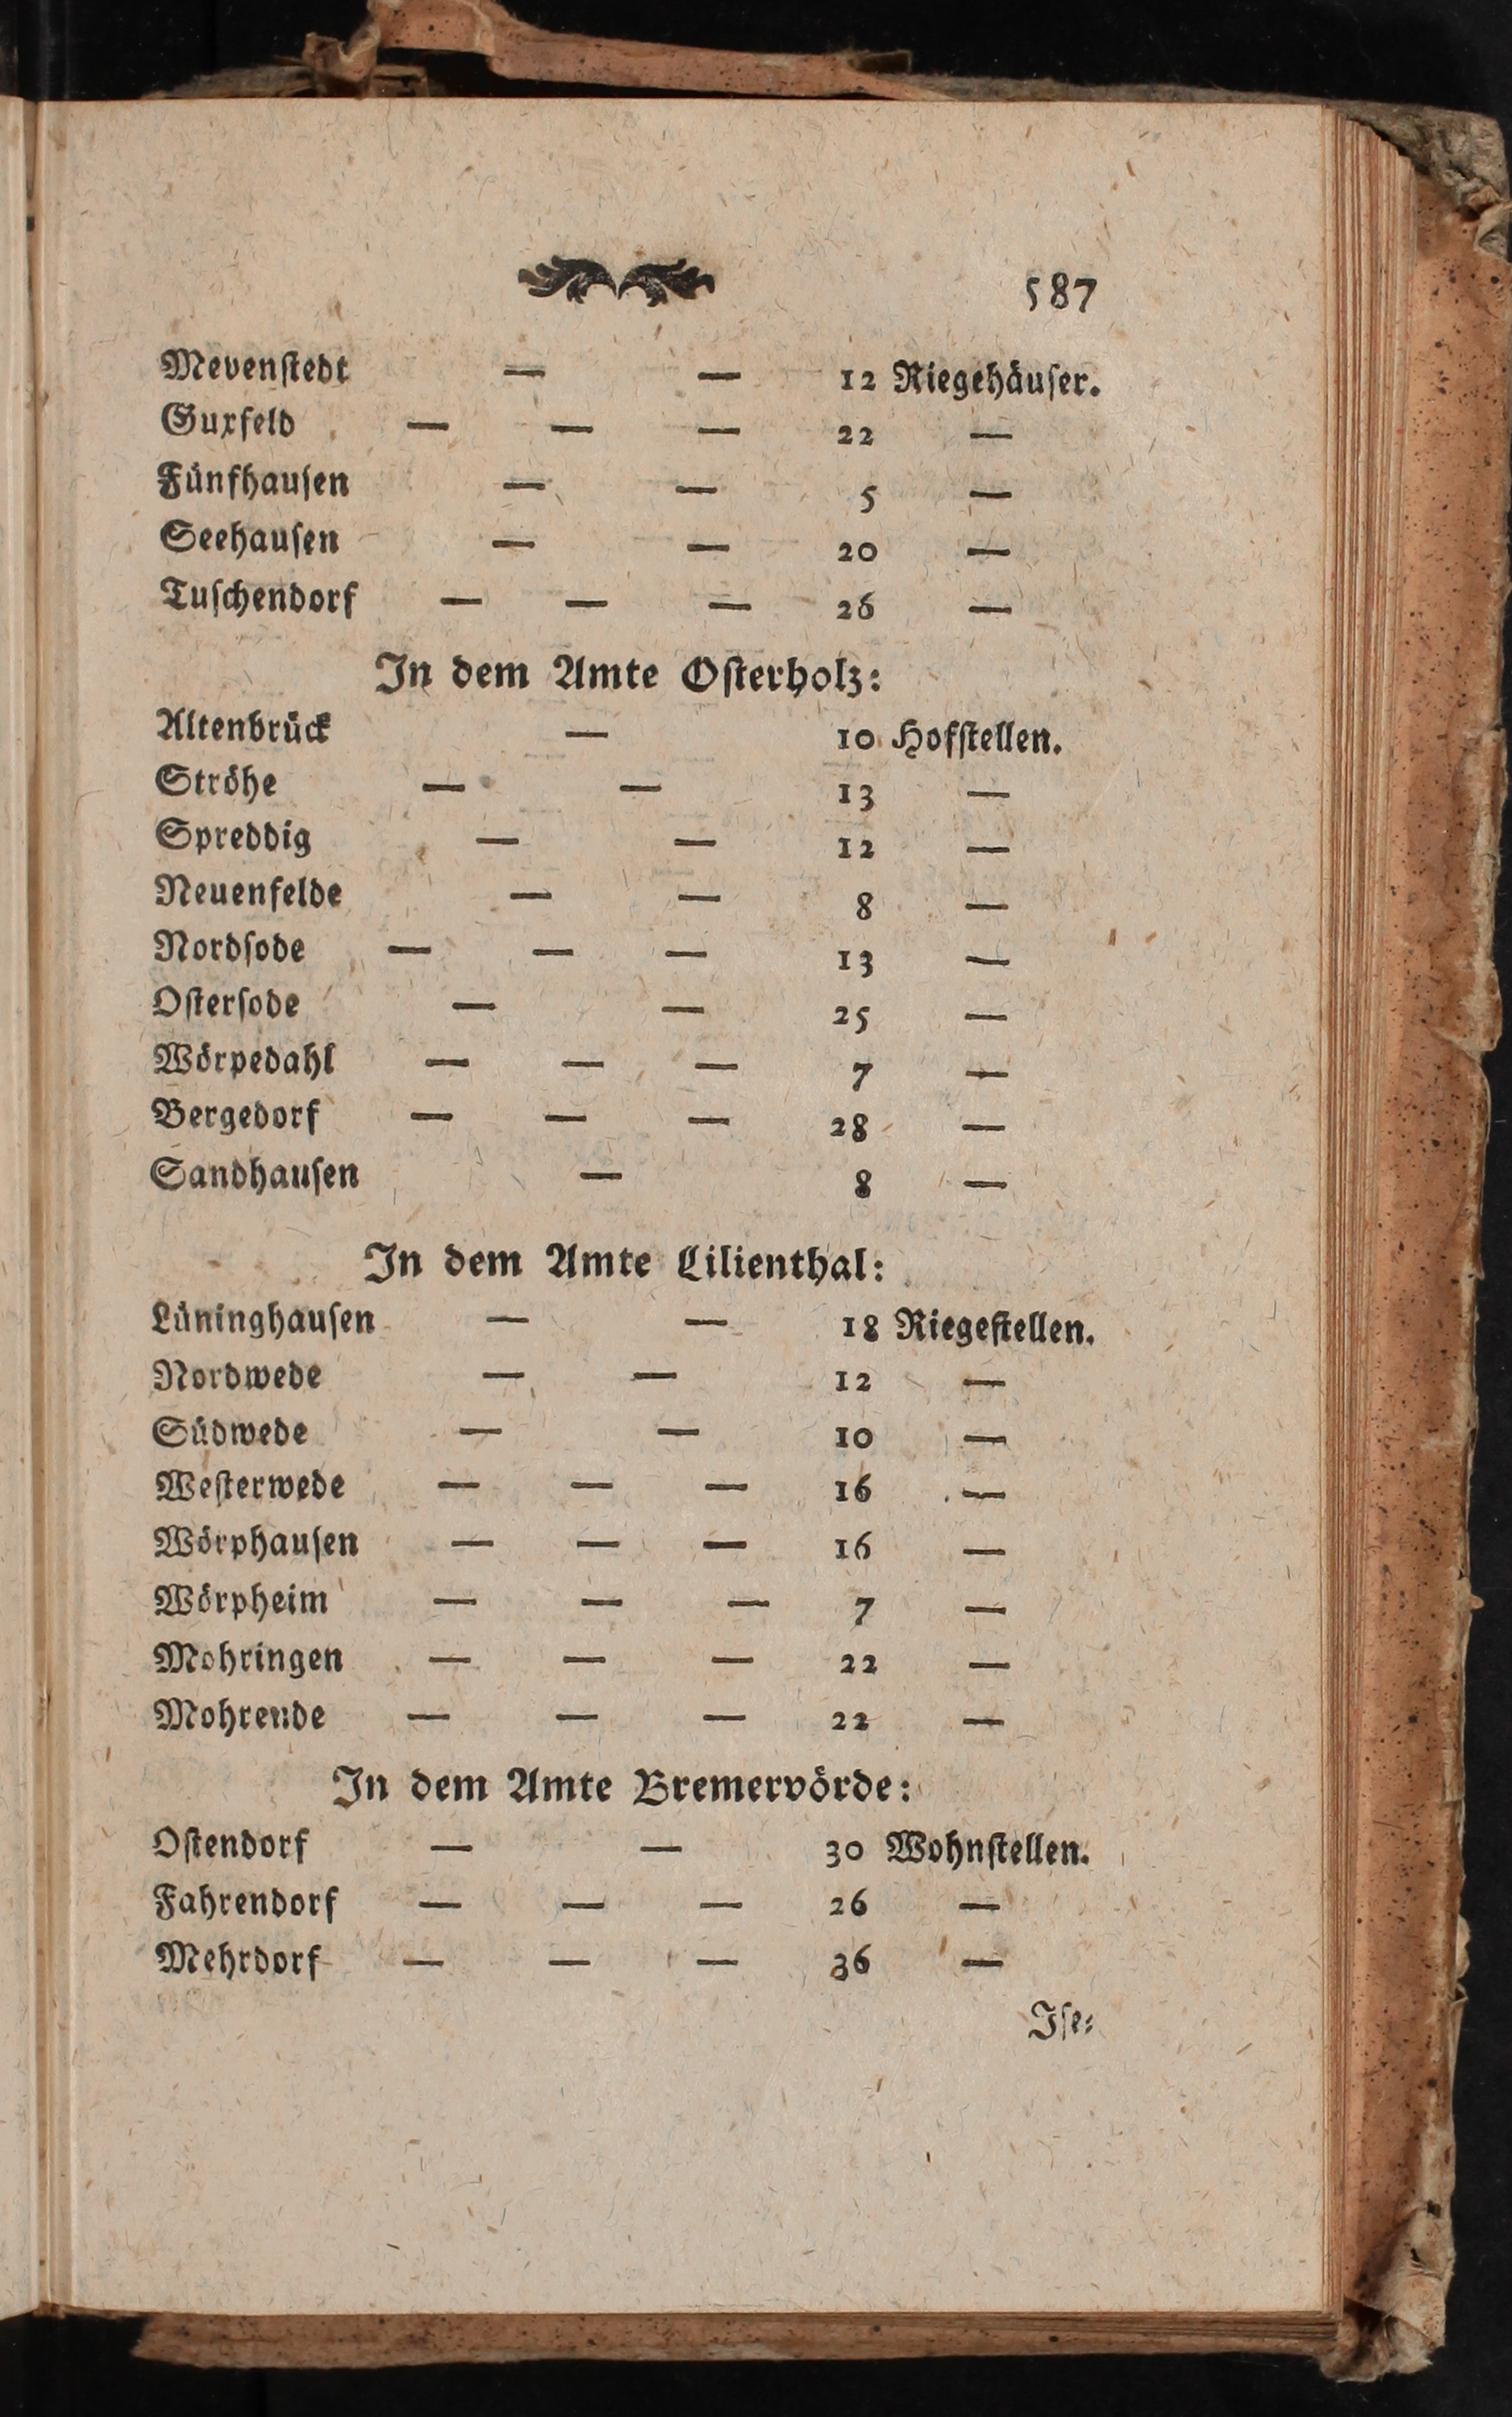 587
Mevenſtedt — — 12 Riegehäuſer.
Guxfeld — — — 22 —
Fünfhauſen — — 5 —
Seehauſen — — 20 —
Tuſchendorf — — — 26 —
In dem Amte Oſterholz:
Altenbrück — 10 Hofſtellen.
Ströhe — — 13 —
Spreddig — — 12 —
Neuenfelde — — 8 —
Nordſode — — — 13 —
Oſterſode — — 25 —
Wörpedahl — — — 7 —
Bergedorf — — — 28 —
Sandhauſen — 8 —
In dem Amte Lilienthal:
Lüninghauſen — — 18 Riegeſtellen.
Nordwede — — 12 —
Südwede — — 10 —
Weſterwede — — — 16 —
Wörphauſen — — — 16 —
Wörpheim — — — 7 —
Mohringen — — — 22 —
Mohrende — — — 22 —
In dem Amte Bremervörde:
Oſtendorf — — 30 Wohnſtellen.
Fahrendorf — — — 26 —
Mehrdorf — — — 36 —
Iſe⸗